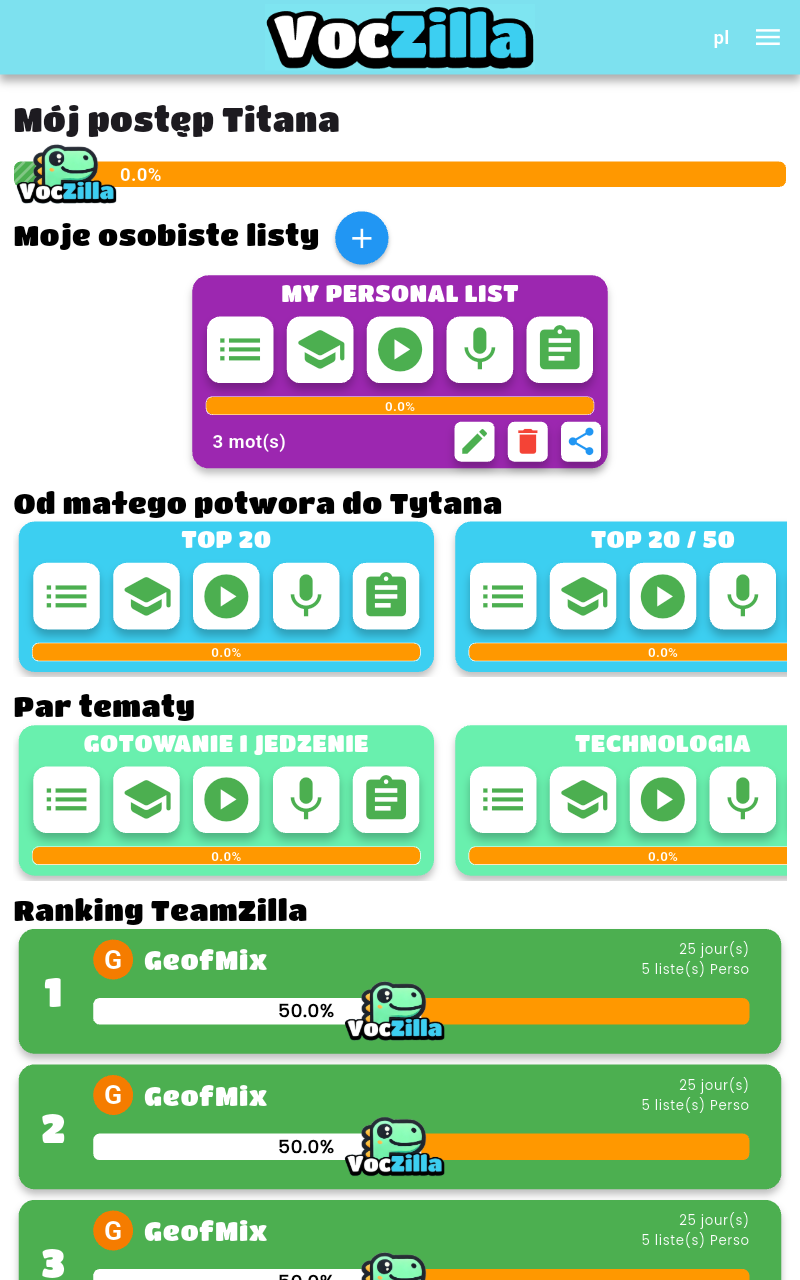 VocZilla
pl
Mój postęp Titana
VocZilla
0.0%
Moje osobiste listy
MY PERSONAL LIST
0.0%
3 mot(s)
Od małego potwora do Tytana
TOP 20
TOP 20 / 50
0.0%
0.0%
Par tematy
GOTOWANIE I JEDZENIE
TECHNOLOGIA
0.0%
0.0%
Ranking TeamZilla
1
G
GeofMix
25 jour(s)
5 liste(s) Perso
50.0%
VocZilla
2
G
GeofMix
25 jour(s)
5 liste(s) Perso
50.0%
VocZilla
3
G
GeofMix
25 jour(s)
5 liste(s) Perso
50.0%